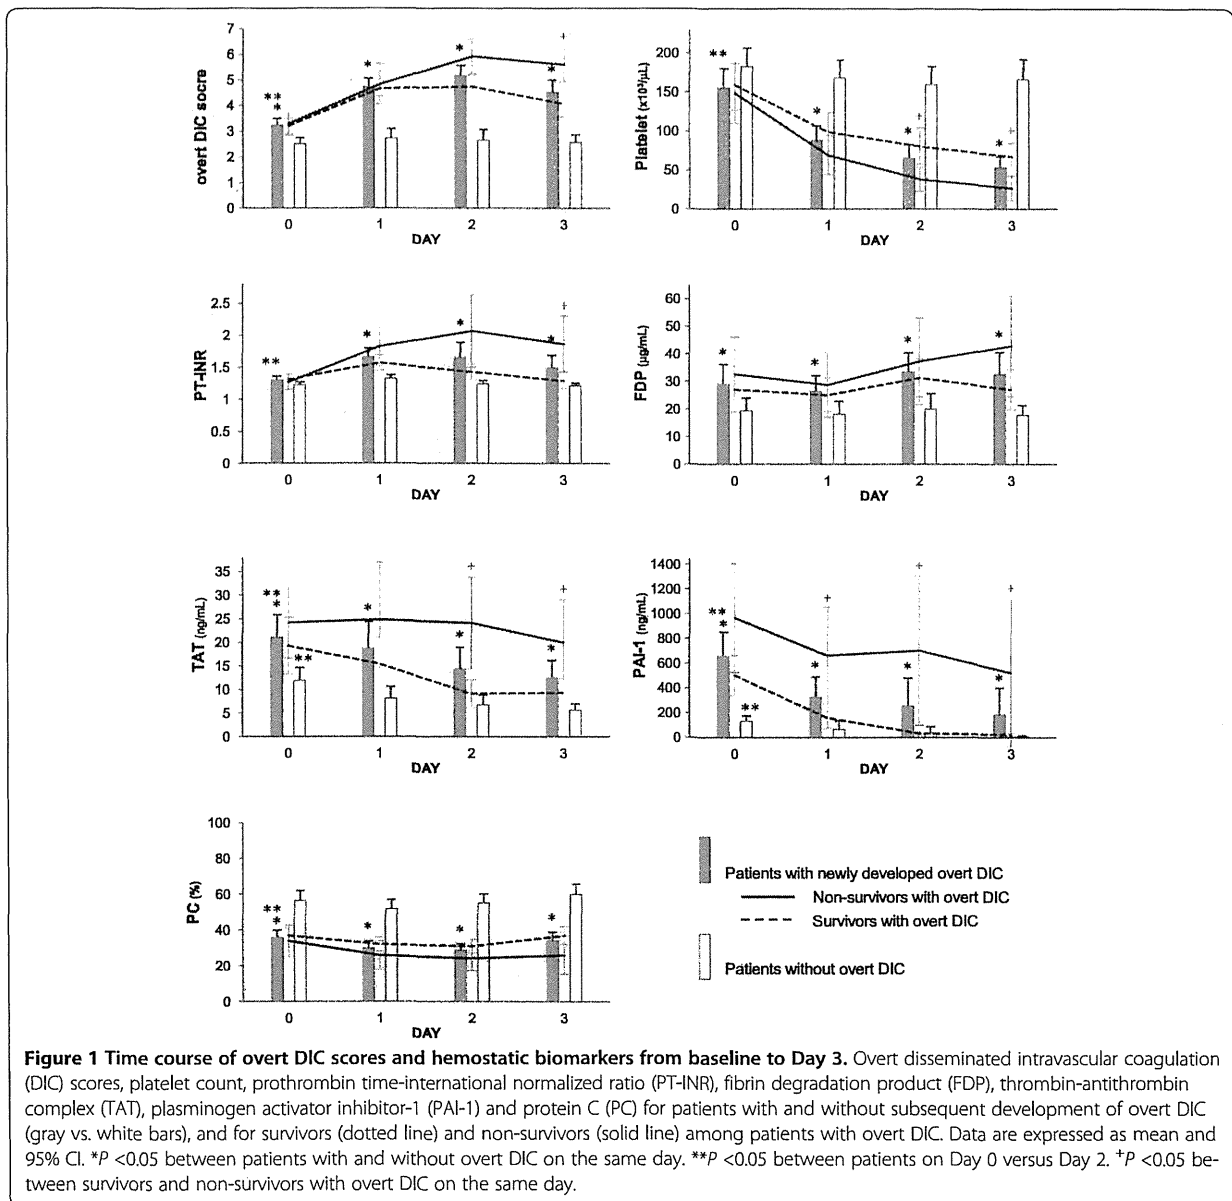 overt DIC socre
7
6
5
4
3
2
1
0
** * * * * +
0 1 2 3
DAY
Platelet (x10³/μL)
200
150
100
50
0
** * * + * +
0 1 2 3
DAY
PT-INR
2.5
2
1.5
1
0.5
0
** * * * +
0 1 2 3
DAY
FDP (μg/mL)
60
50
40
30
20
10
0
* * * *
0 1 2 3
DAY
TAT (ng/mL)
35
30
25
20
15
10
5
0
** * ** * * + * +
0 1 2 3
DAY
PAI-1 (ng/mL)
1400
1200
1000
800
600
400
200
0
** * ** * + * + * +
0 1 2 3
DAY
PC (%)
100
80
60
40
20
0
** * * * *
0 1 2 3
DAY
Patients with newly developed overt DIC
Non-survivors with overt DIC
Survivors with overt DIC
Patients without overt DIC
Figure 1 Time course of overt DIC scores and hemostatic biomarkers from baseline to Day 3. Overt disseminated intravascular coagulation
(DIC) scores, platelet count, prothrombin time-international normalized ratio (PT-INR), fibrin degradation product (FDP), thrombin-antithrombin
complex (TAT), plasminogen activator inhibitor-1 (PAI-1) and protein C (PC) for patients with and without subsequent development of overt DIC
(gray vs. white bars), and for survivors (dotted line) and non-survivors (solid line) among patients with overt DIC. Data are expressed as mean and
95% CI. *P <0.05 between patients with and without overt DIC on the same day. **P <0.05 between patients on Day 0 versus Day 2. +P <0.05 be-
tween survivors and non-survivors with overt DIC on the same day.